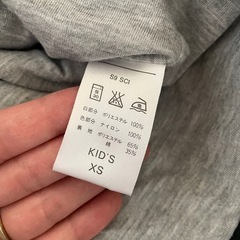 S9 SCI
白部分 ポリエステル 100%
色部分 ナイロン 100%
裏地 ポリエステル 65%
綿 35%
KID'S
XS